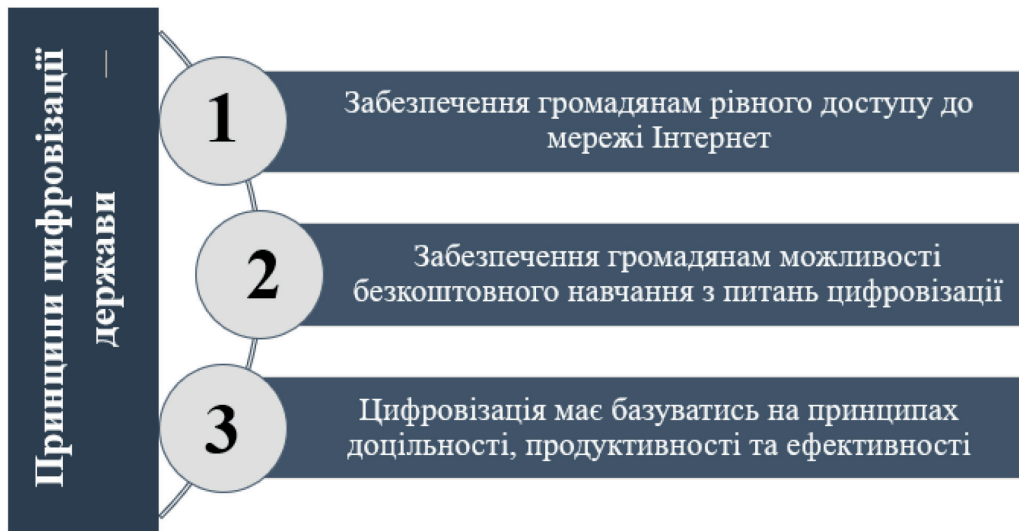 Принципи цифровізації
держави
1
Забезпечення громадянам рівного доступу до
мережі Інтернет
2
Забезпечення громадянам можливості
безкоштовного навчання з питань цифровізації
3
Цифровізація має базуватись на принципах
доцільності, продуктивності та ефективності